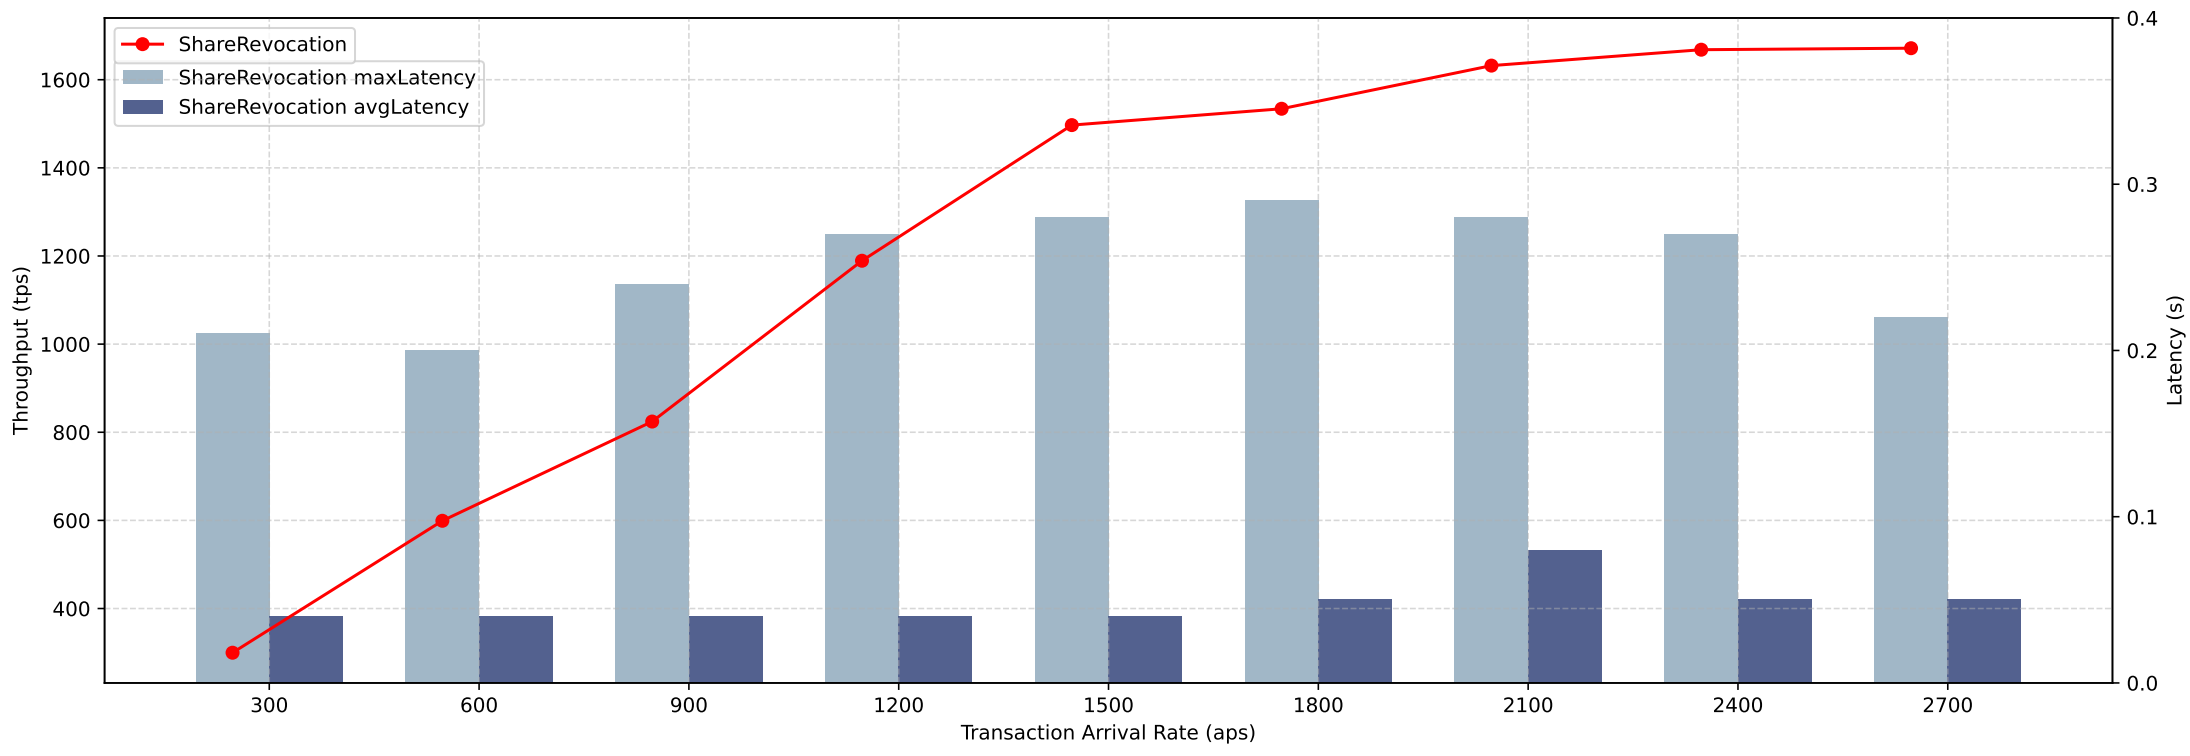 ShareRevocation
ShareRevocation maxLatency
ShareRevocation avgLatency
Throughput (tps)
1600
1400
1200
1000
800
600
400
0.4
0.3
0.2
0.1
0.0
Latency (s)
300 600 900 1200 1500 1800 2100 2400 2700
Transaction Arrival Rate (aps)